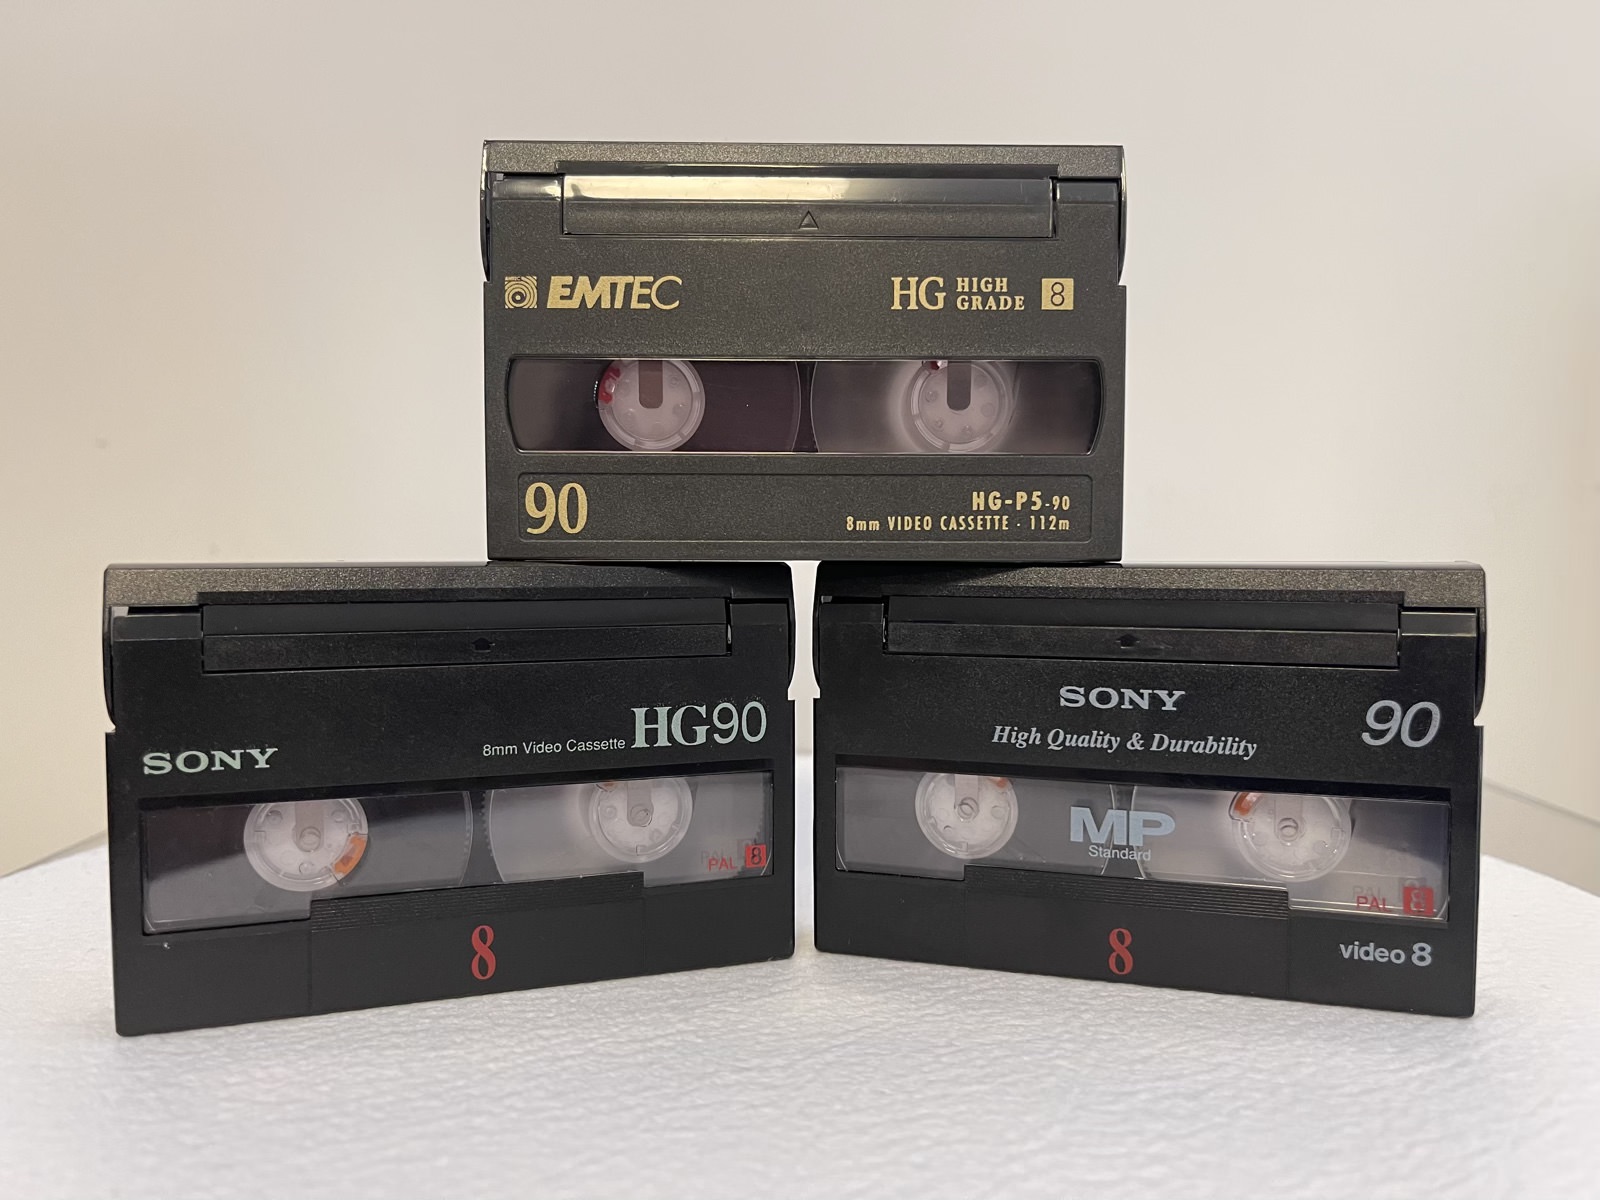 EMTEC
HG HIGH GRADE 8
90
HG-P5-90
8mm VIDEO CASSETTE · 112m
SONY
8mm Video Cassette HG90
PAL 8
8
SONY
90
High Quality & Durability
MP
Standard
PAL 8
8
video 8